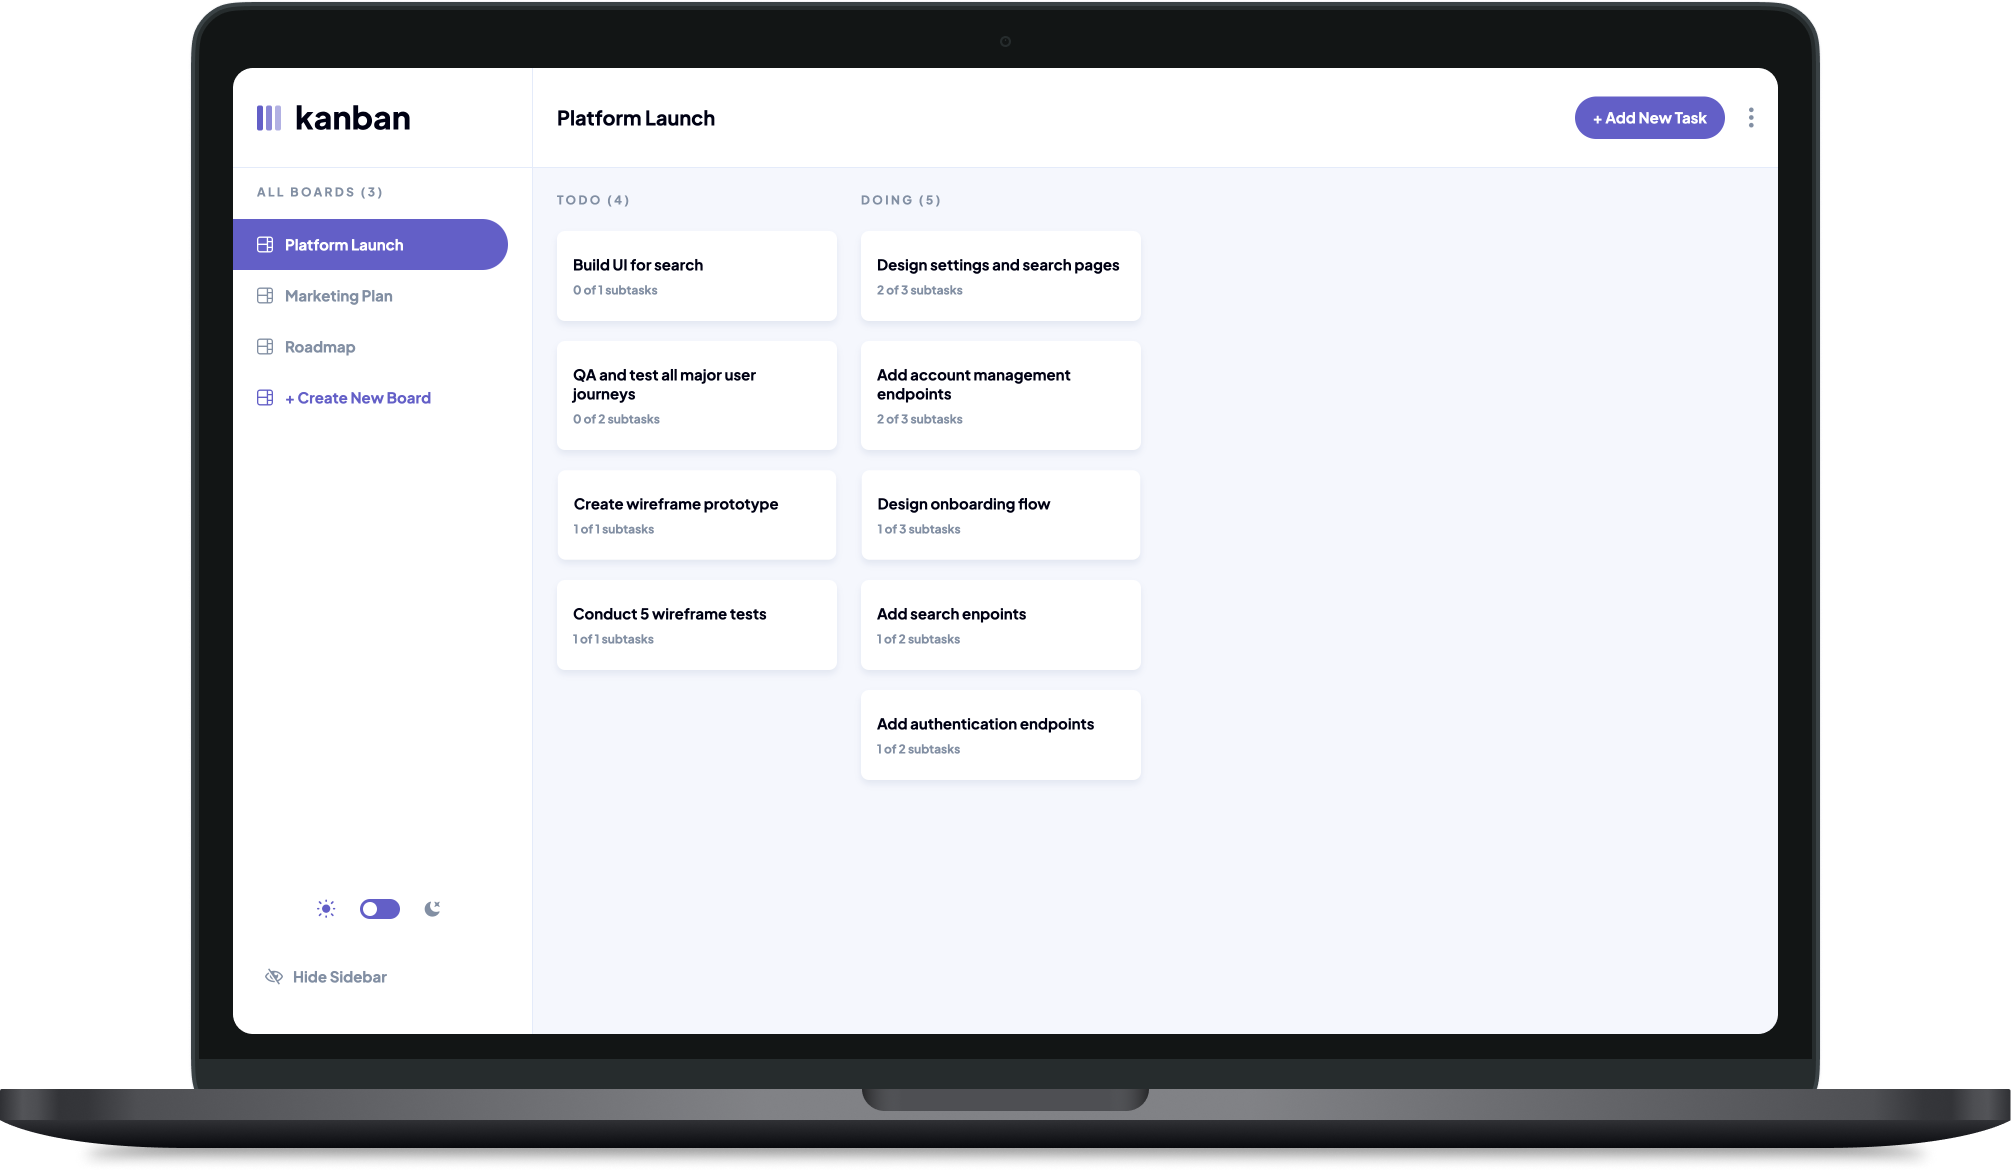 kanban
Platform Launch
+ Add New Task
ALL BOARDS (3)
Platform Launch
Marketing Plan
Roadmap
+ Create New Board
Hide Sidebar
TODO (4)
Build UI for search
0 of 1 subtasks
QA and test all major user
journeys
0 of 2 subtasks
Create wireframe prototype
1 of 1 subtasks
Conduct 5 wireframe tests
1 of 1 subtasks
DOING (5)
Design settings and search pages
2 of 3 subtasks
Add account management
endpoints
2 of 3 subtasks
Design onboarding flow
1 of 3 subtasks
Add search enpoints
1 of 2 subtasks
Add authentication endpoints
1 of 2 subtasks